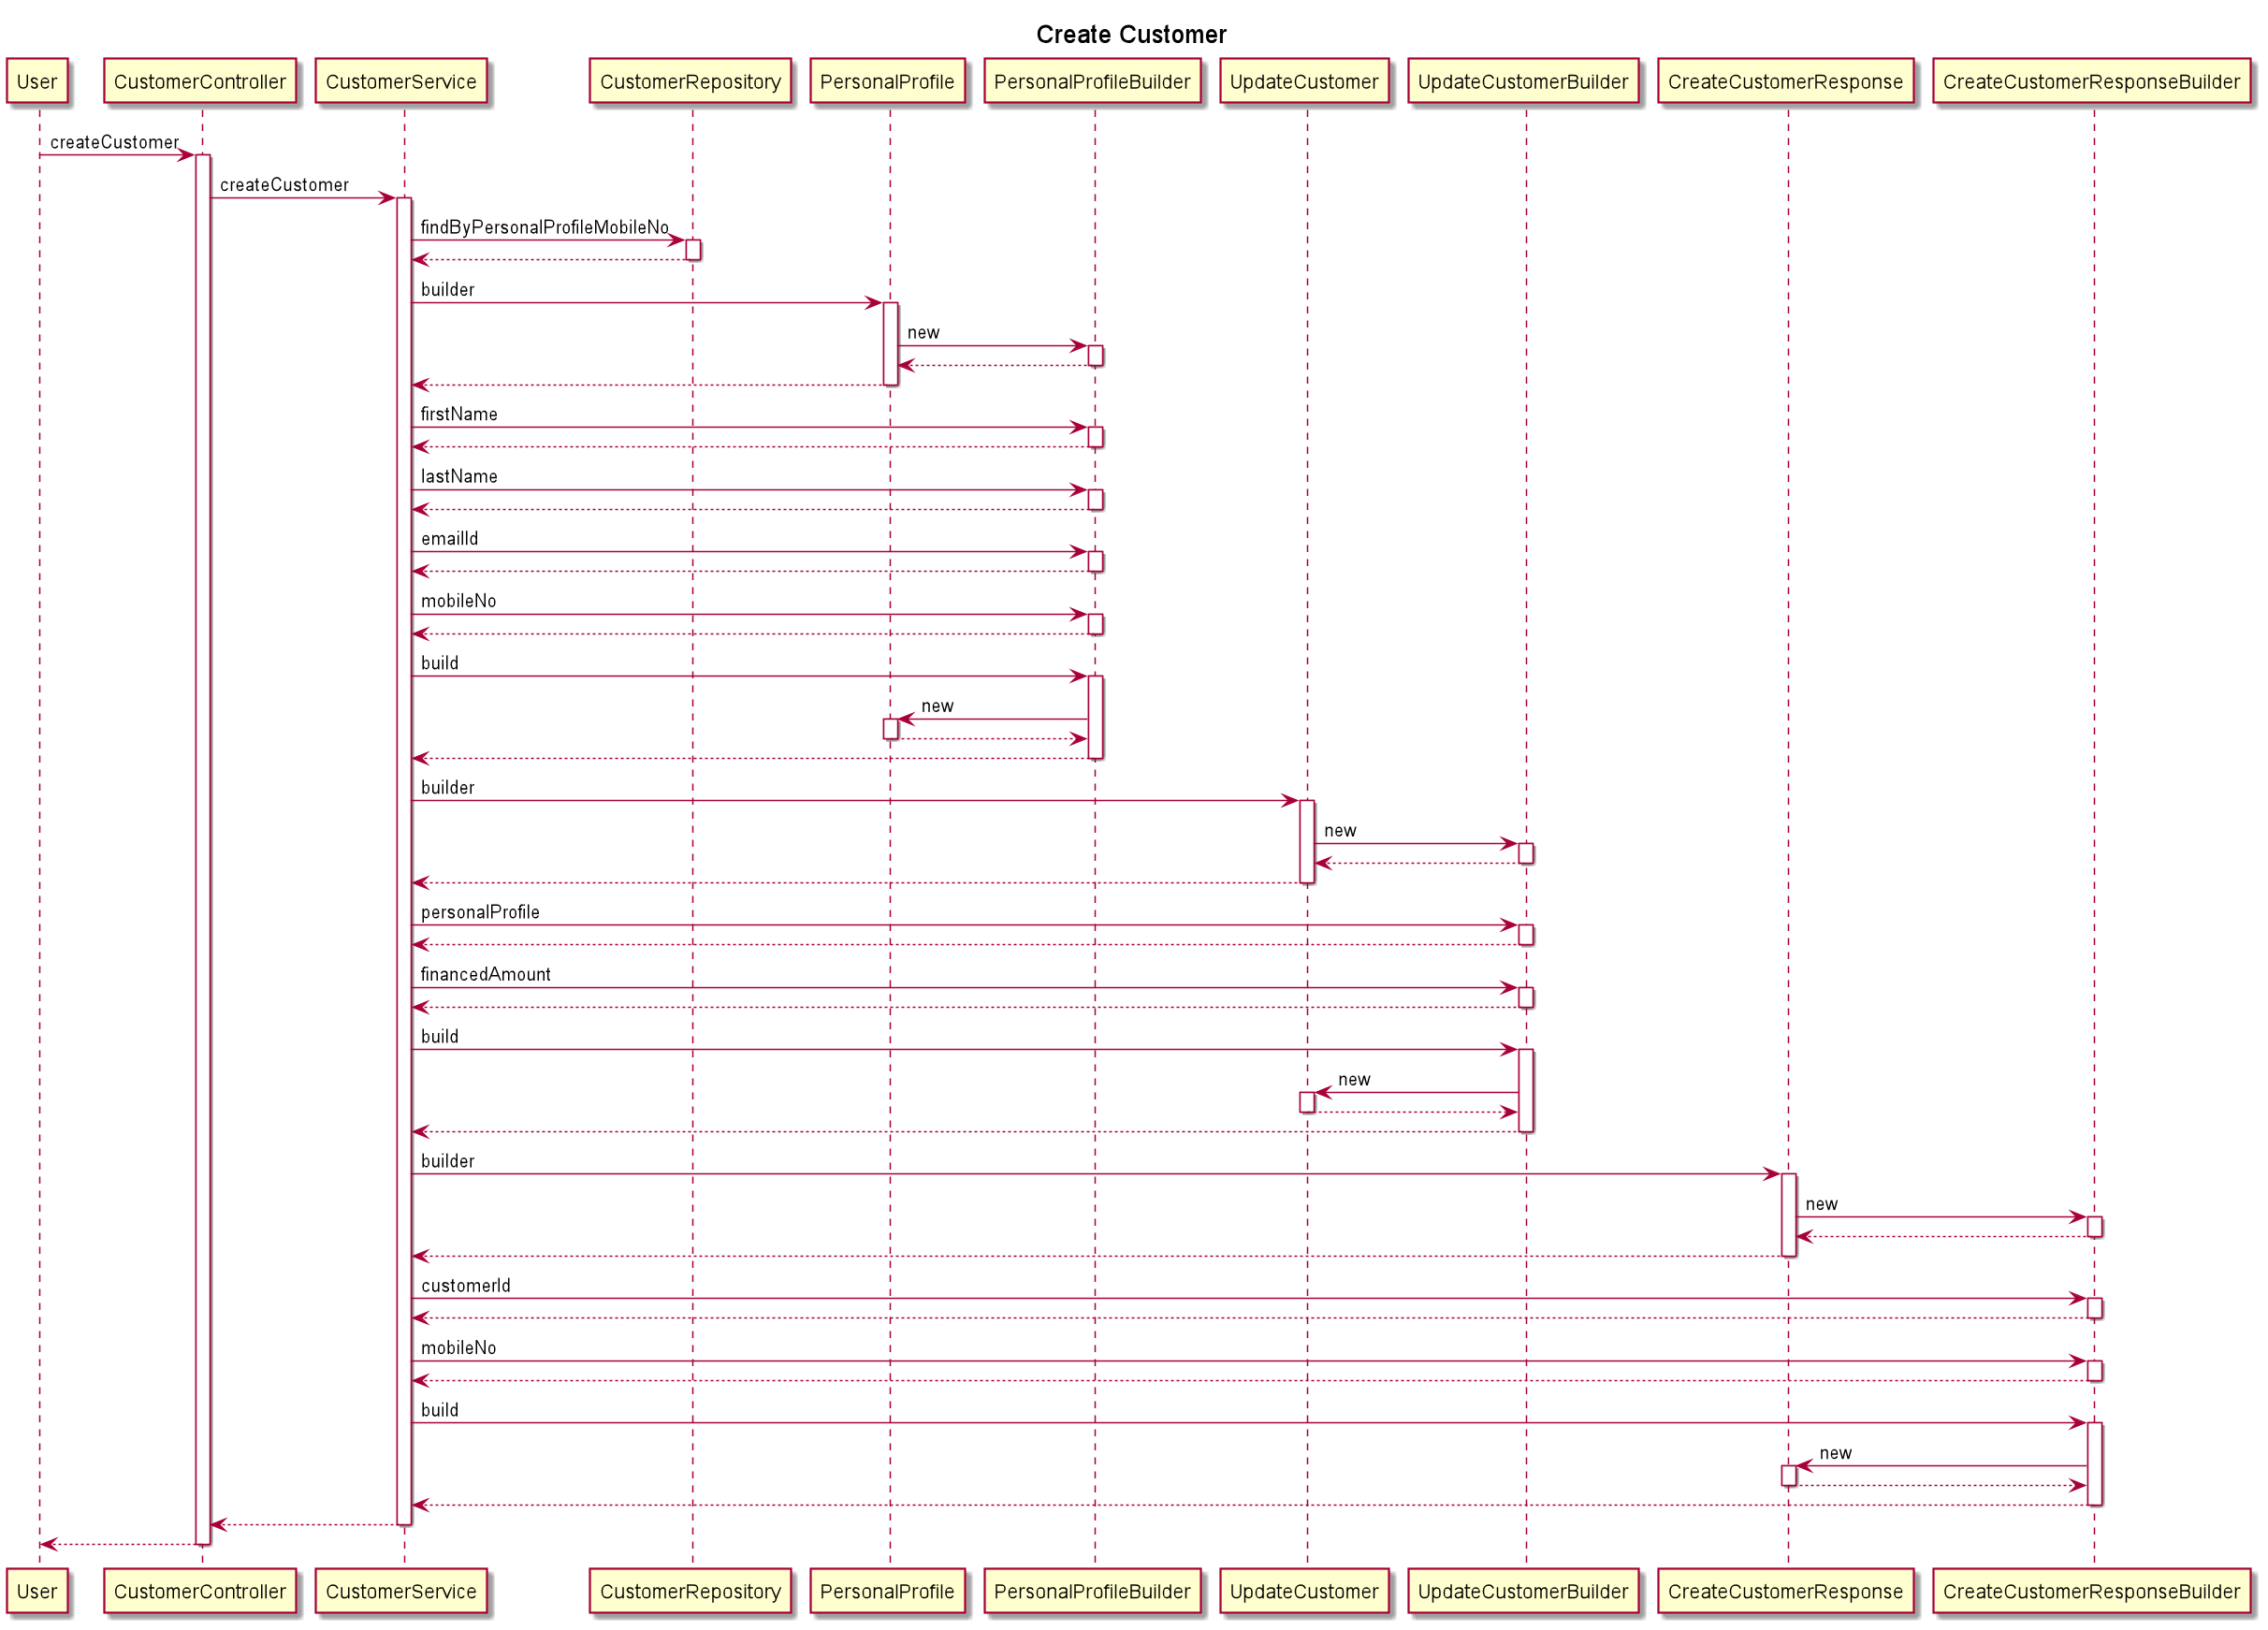 Create Customer
User
CustomerController
CustomerService
CustomerRepository
PersonalProfile
PersonalProfileBuilder
UpdateCustomer
UpdateCustomerBuilder
CreateCustomerResponse
CreateCustomerResponseBuilder
createCustomer
createCustomer
findByPersonalProfileMobileNo
builder
new
firstName
lastName
emailId
mobileNo
build
new
builder
new
personalProfile
financedAmount
build
new
builder
new
customerId
mobileNo
build
new
User
CustomerController
CustomerService
CustomerRepository
PersonalProfile
PersonalProfileBuilder
UpdateCustomer
UpdateCustomerBuilder
CreateCustomerResponse
CreateCustomerResponseBuilder